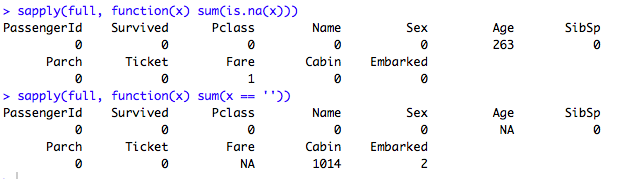 > sapply(full, function(x) sum(is.na(x)))
PassengerId Survived Pclass Name Sex Age SibSp
0 0 0 0 0 263 0
Parch Ticket Fare Cabin Embarked
0 0 1 0 0
> sapply(full, function(x) sum(x == ''))
PassengerId Survived Pclass Name Sex Age SibSp
0 0 0 0 0 NA 0
Parch Ticket Fare Cabin Embarked
0 0 NA 1014 2